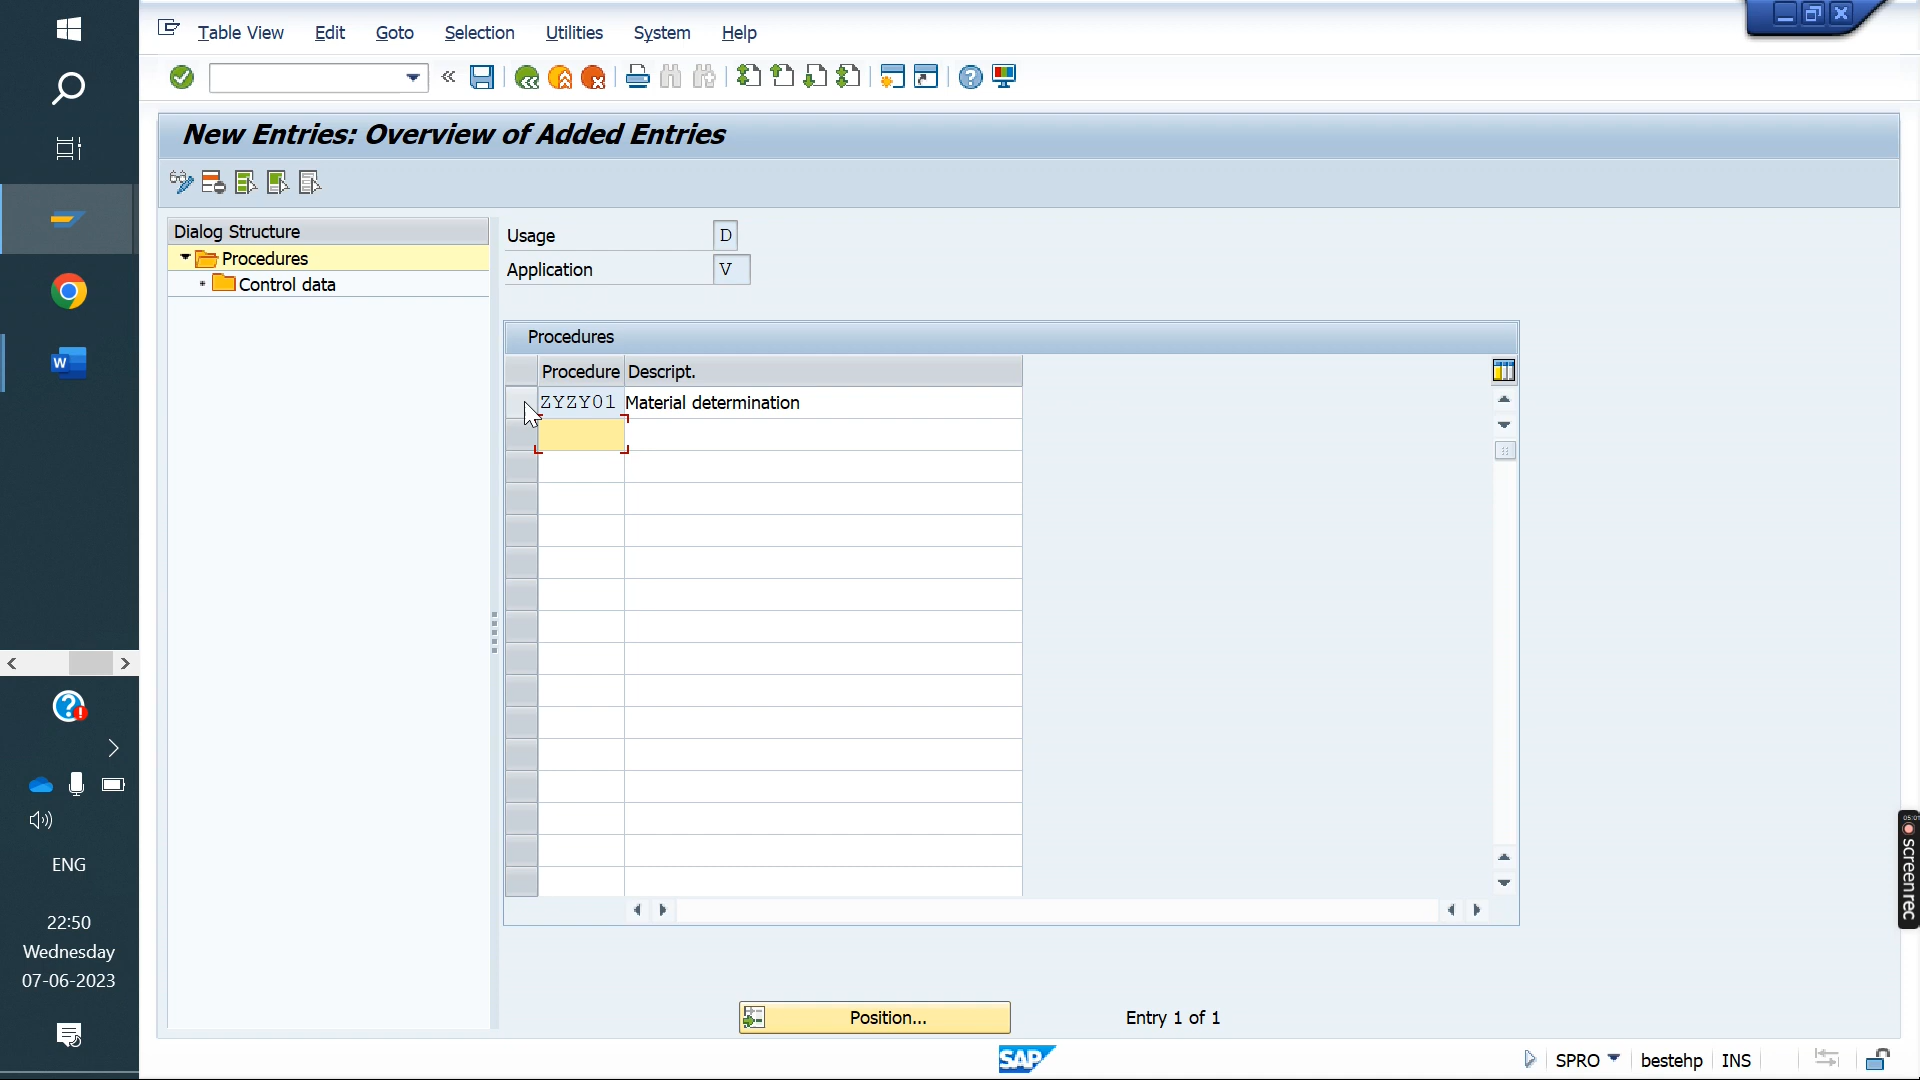 Table View Edit Goto Selection Utilities System Help
New Entries: Overview of Added Entries
Dialog Structure
Procedures
Control data
Usage D
Application V
Procedures
Procedure Descript.
ZYZY01 Material determination
Position...
Entry 1 of 1
SAP
SPRO bestehp INS
W
ENG
22:50
Wednesday
07-06-2023
screenrec